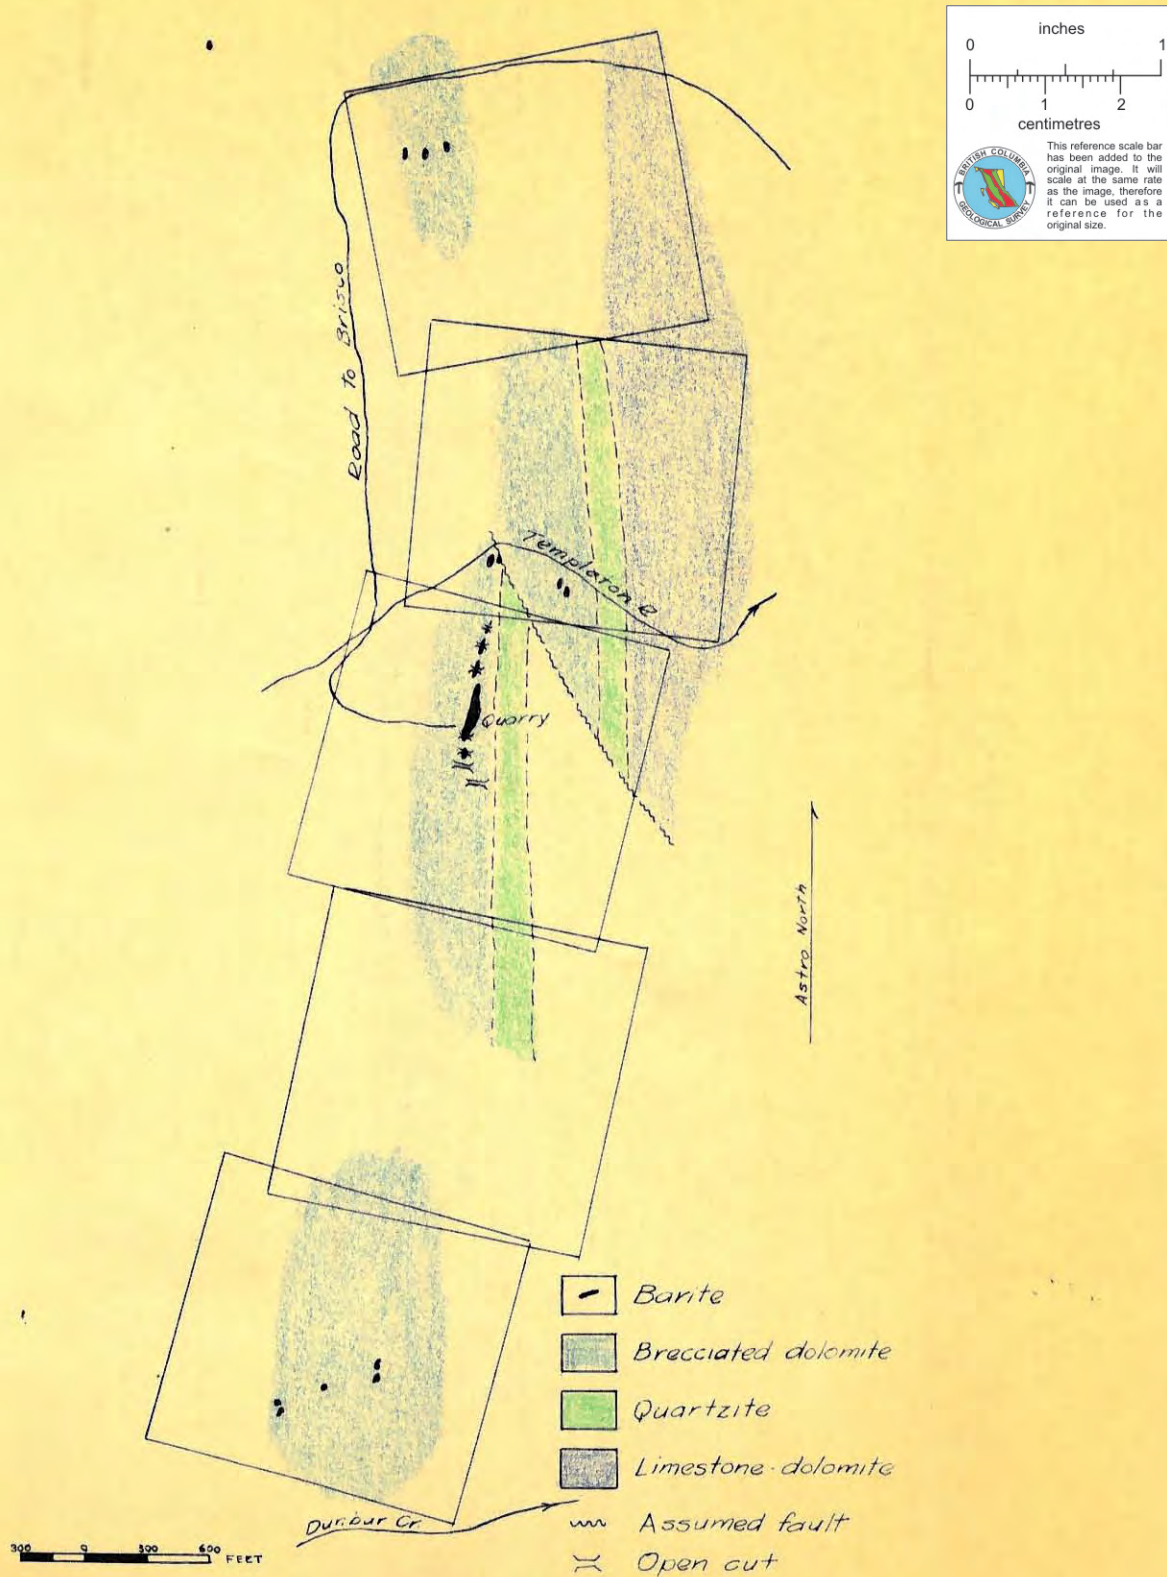 inches
0 1
0 1 2
centimetres
This reference scale bar
has been added to the
original image. It will
scale at the same rate
as the image, therefore
it can be used as a
reference for the
original size.
BRITISH COLUMBIA
GEOLOGICAL SURVEY
Road to Brisco
Templaron C
Quarry
Astro North
Barite
Brecciated dolomite
Quartzite
Limestone-dolomite
Assumed fault
Open cut
Dunbur Cr.
300 0 300 600 FEET